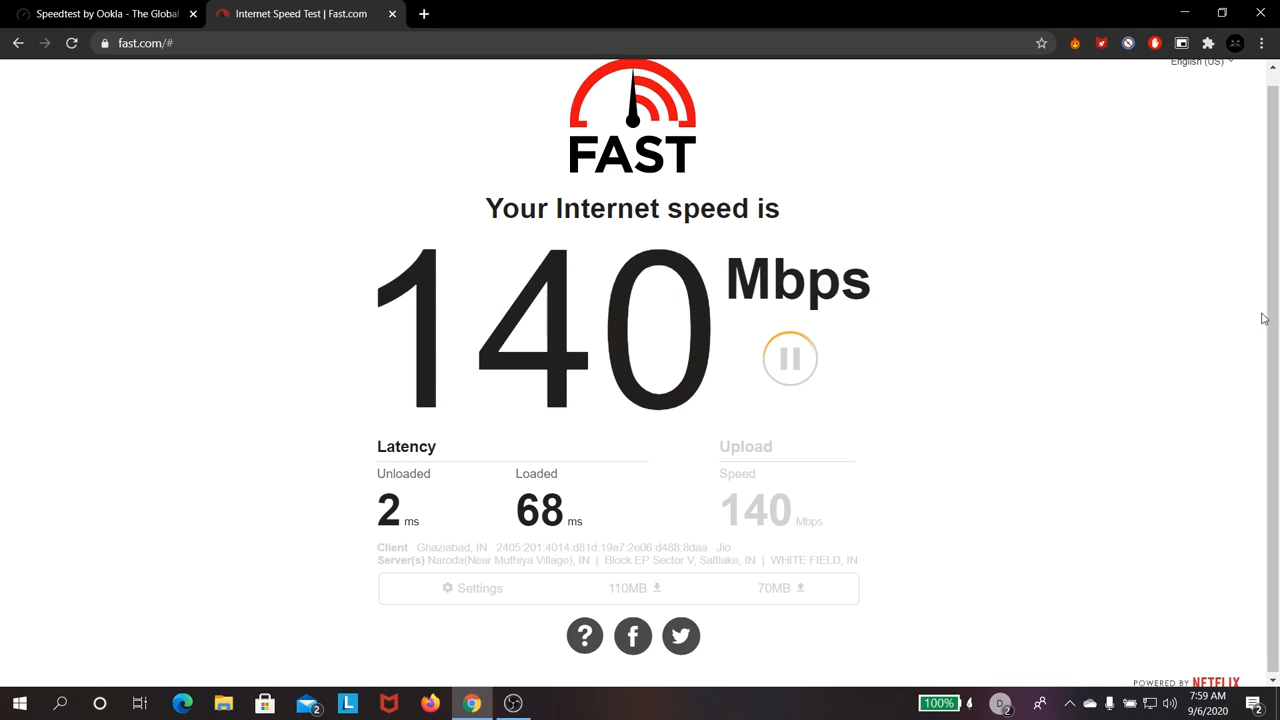 Speedtest by Ookla - The Global
Internet Speed Test | Fast.com
fast.com/#
English (US)
FAST
Your Internet speed is
140 Mbps
Latency
Upload
Unloaded
Loaded
Speed
2 ms
68 ms
140 Mbps
Client Ghaziabad, IN 2405:201:4014:d81d:19a7:2e06:d488:8daa Jio
Server(s) Naroda(Near Muthiya Village), IN | Block EP Sector V, Saltlake, IN | WHITE FIELD, IN
Settings
110MB
70MB
?
f
POWERED BY NETFLIX
L
2
100%
D
2
7:59 AM
9/6/2020
2